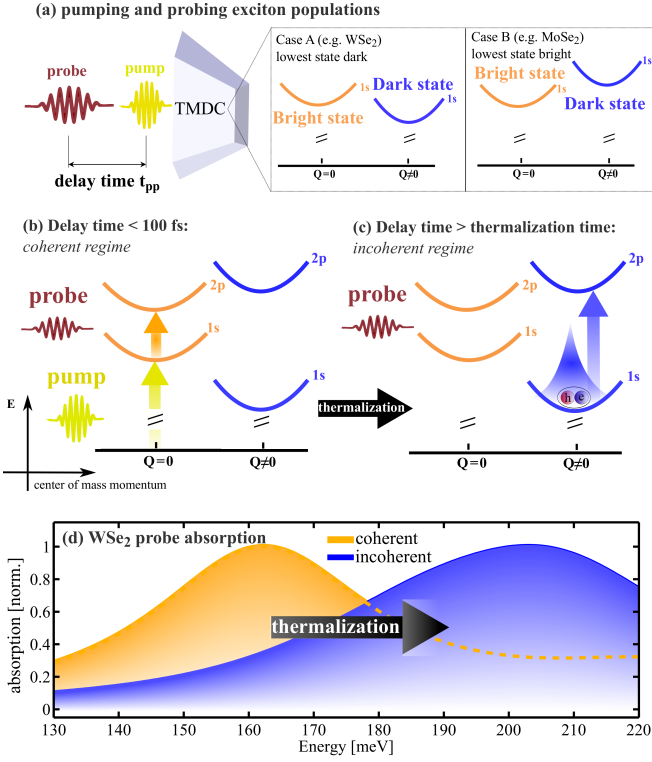 (a) pumping and probing exciton populations
probe
pump
TMDC
delay time tpp
Case A (e.g. WSe2)
lowest state dark
Dark state
1s
1s
Bright state
Q=0
Q≠0
Case B (e.g. MoSe2)
lowest state bright
1s
Bright state
1s
Dark state
Q=0
Q≠0
(b) Delay time < 100 fs:
coherent regime
2p
2p
probe
1s
pump
1s
E
Q=0
Q≠0
center of mass momentum
thermalization
(c) Delay time > thermalization time:
incoherent regime
2p
2p
probe
1s
1s
h e
Q=0
Q≠0
(d) WSe2 probe absorption
coherent
incoherent
thermalization
absorption [norm.]
1
0.8
0.6
0.4
0.2
0
130 140 150 160 170 180 190 200 210 220
Energy [meV]